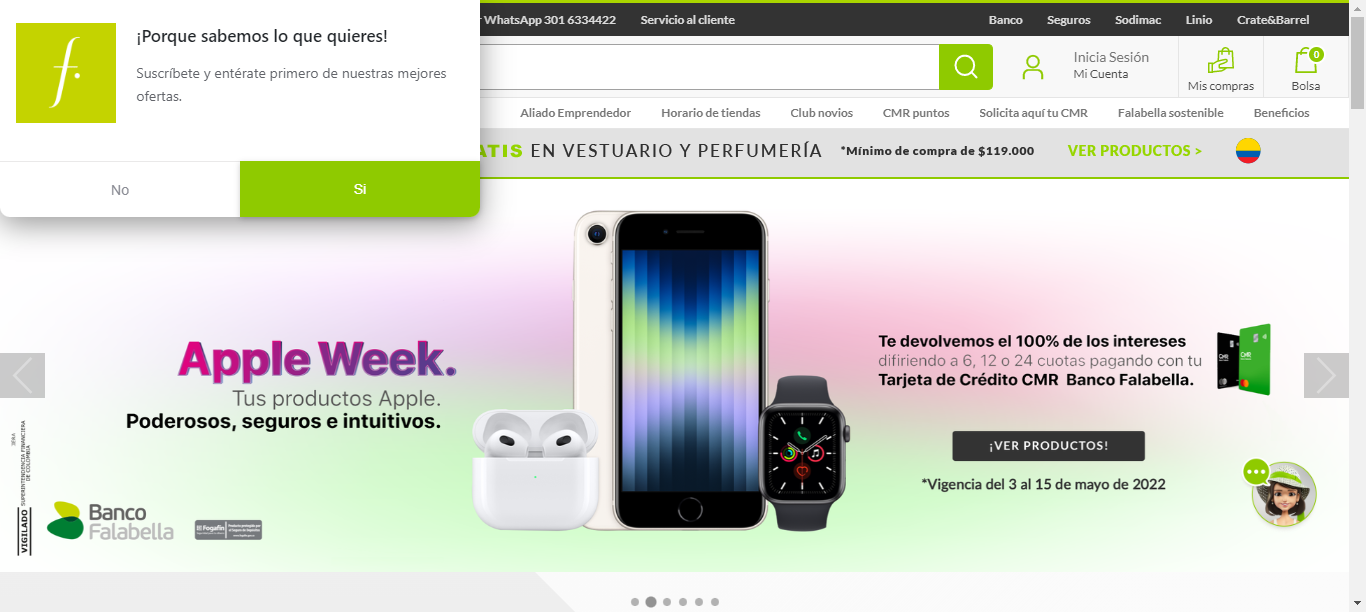 ¡Porque sabemos lo que quieres!
Suscríbete y entérate primero de nuestras mejores
ofertas.
No
Si
WhatsApp 301 6334422
Servicio al cliente
Banco
Seguros
Sodimac
Linio
Crate&Barrel
Inicia Sesión
Mi Cuenta
Mis compras
0
Bolsa
Aliado Emprendedor
Horario de tiendas
Club novios
CMR puntos
Solicita aquí tu CMR
Falabella sostenible
Beneficios
ATIS EN VESTUARIO Y PERFUMERÍA
*Mínimo de compra de $119.000
VER PRODUCTOS >
Apple Week.
Tus productos Apple.
Poderosos, seguros e intuitivos.
Te devolvemos el 100% de los intereses
difiriendo a 6, 12 o 24 cuotas pagando con tu
Tarjeta de Crédito CMR Banco Falabella.
CMR
CMR
¡VER PRODUCTOS!
*Vigencia del 3 al 15 de mayo de 2022
VIGILADO
SUPERINTENDENCIA FINANCIERA
DE COLOMBIA
Banco
Falabella
Fogafín